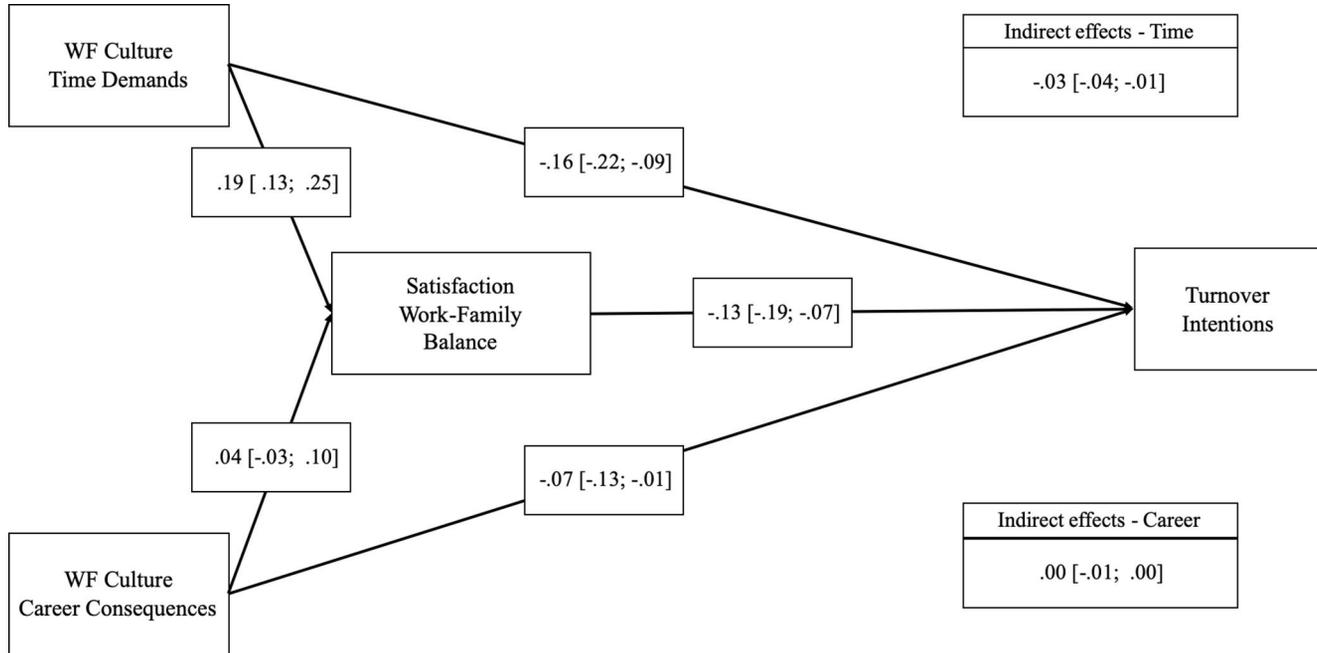 WF Culture
Time Demands
Indirect effects - Time
-.03 [-.04; -.01]
-.16 [-.22; -.09]
.19 [ .13; .25]
Satisfaction
Work-Family
Balance
-.13 [-.19; -.07]
Turnover
Intentions
.04 [-.03; .10]
-.07 [-.13; -.01]
Indirect effects - Career
.00 [-.01; .00]
WF Culture
Career Consequences